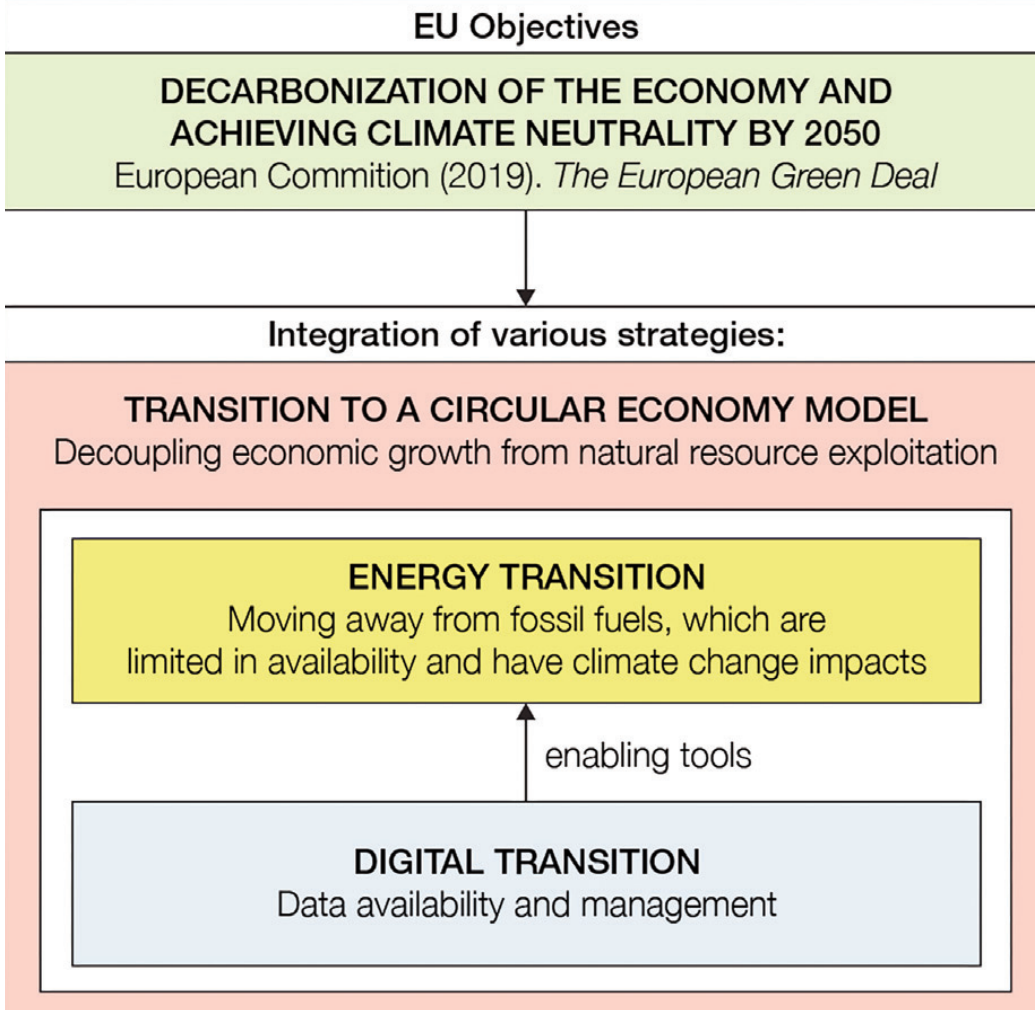 EU Objectives
DECARBONIZATION OF THE ECONOMY AND
ACHIEVING CLIMATE NEUTRALITY BY 2050
European Commition (2019). The European Green Deal
Integration of various strategies:
TRANSITION TO A CIRCULAR ECONOMY MODEL
Decoupling economic growth from natural resource exploitation
ENERGY TRANSITION
Moving away from fossil fuels, which are
limited in availability and have climate change impacts
enabling tools
DIGITAL TRANSITION
Data availability and management